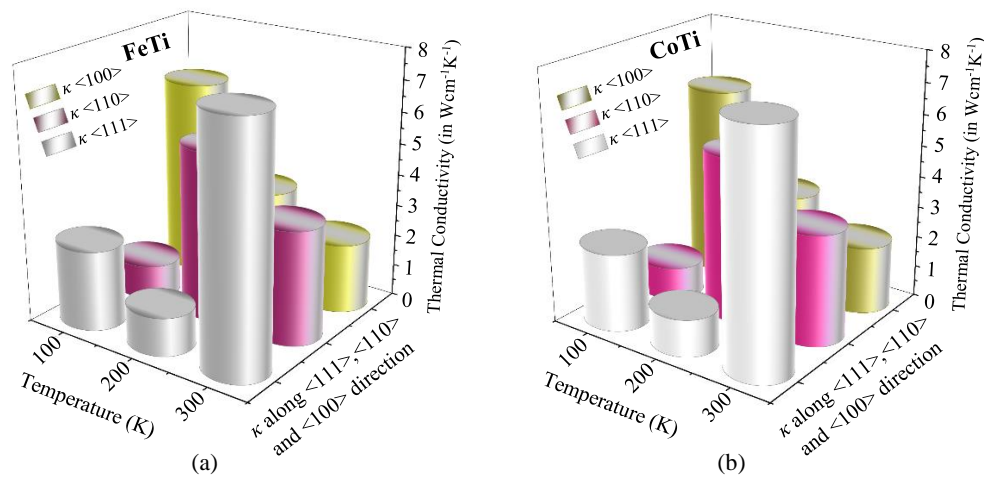 FeTi
κ <100>
κ <110>
κ <111>
8
7
6
5
4
3
2
1
0
Thermal Conductivity (in Wcm⁻¹K⁻¹)
100
200
300
Temperature (K)
κ along <111>, <110>
and <100> direction
(a)
CoTi
κ <100>
κ <110>
κ <111>
8
7
6
5
4
3
2
1
0
Thermal Conductivity (in Wcm⁻¹K⁻¹)
100
200
300
Temperature (K)
κ along <111>, <110>
and <100> direction
(b)